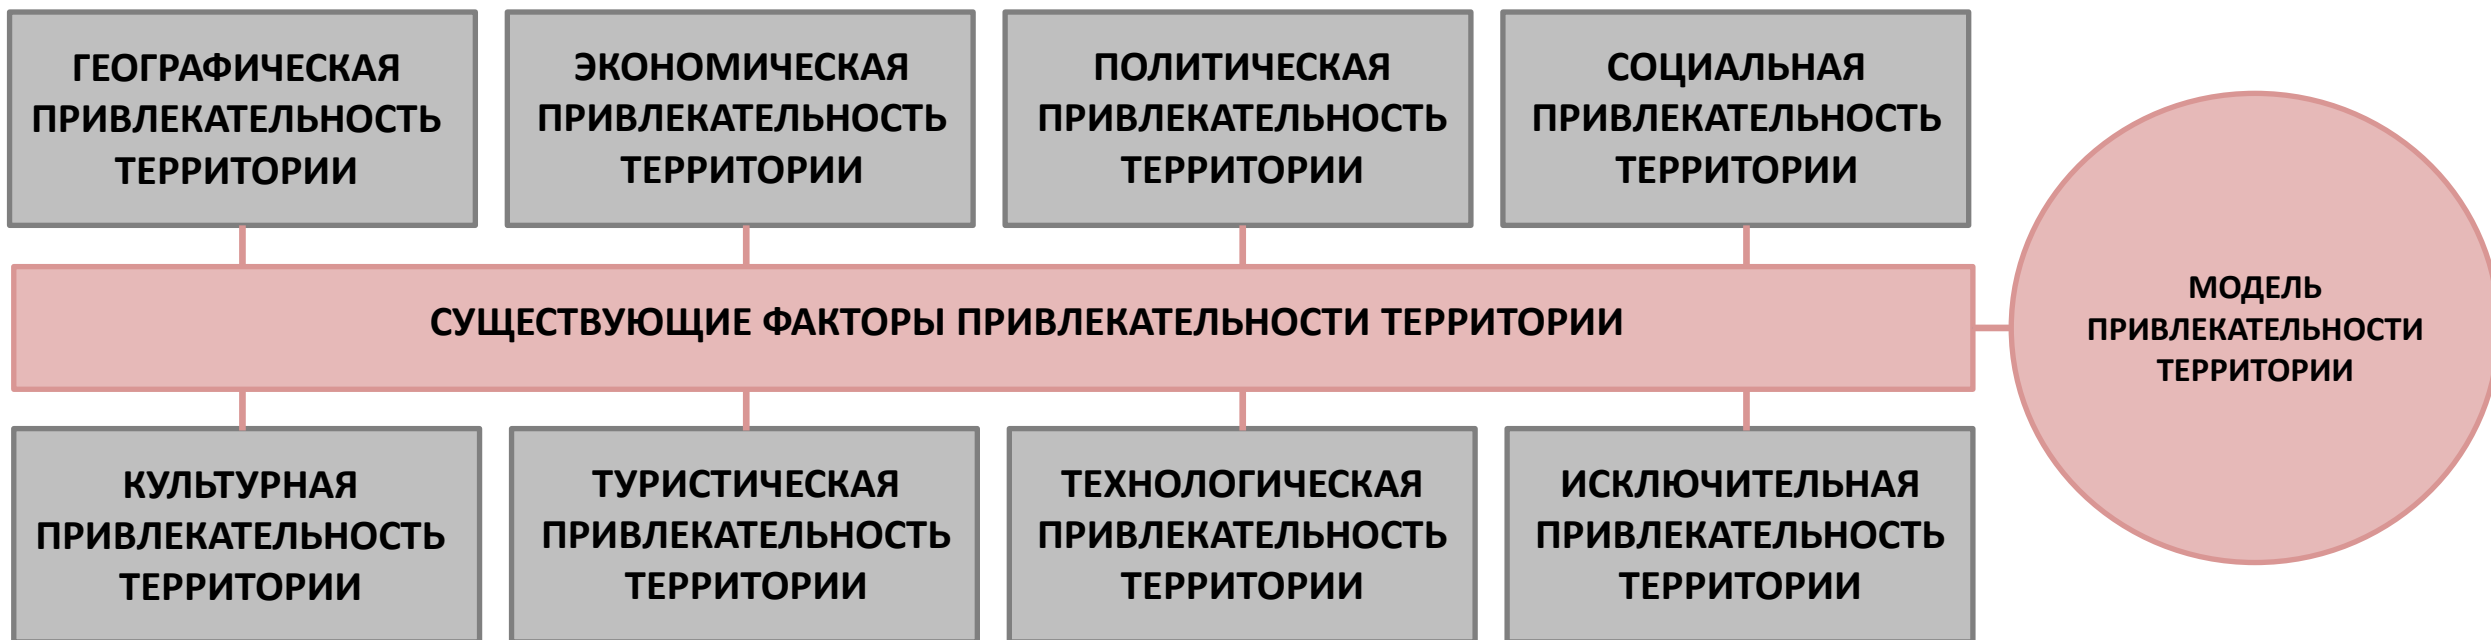 ГЕОГРАФИЧЕСКАЯ
ПРИВЛЕКАТЕЛЬНОСТЬ
ТЕРРИТОРИИ
ЭКОНОМИЧЕСКАЯ
ПРИВЛЕКАТЕЛЬНОСТЬ
ТЕРРИТОРИИ
ПОЛИТИЧЕСКАЯ
ПРИВЛЕКАТЕЛЬНОСТЬ
ТЕРРИТОРИИ
СОЦИАЛЬНАЯ
ПРИВЛЕКАТЕЛЬНОСТЬ
ТЕРРИТОРИИ
СУЩЕСТВУЮЩИЕ ФАКТОРЫ ПРИВЛЕКАТЕЛЬНОСТИ ТЕРРИТОРИИ
МОДЕЛЬ
ПРИВЛЕКАТЕЛЬНОСТИ
ТЕРРИТОРИИ
КУЛЬТУРНАЯ
ПРИВЛЕКАТЕЛЬНОСТЬ
ТЕРРИТОРИИ
ТУРИСТИЧЕСКАЯ
ПРИВЛЕКАТЕЛЬНОСТЬ
ТЕРРИТОРИИ
ТЕХНОЛОГИЧЕСКАЯ
ПРИВЛЕКАТЕЛЬНОСТЬ
ТЕРРИТОРИИ
ИСКЛЮЧИТЕЛЬНАЯ
ПРИВЛЕКАТЕЛЬНОСТЬ
ТЕРРИТОРИИ